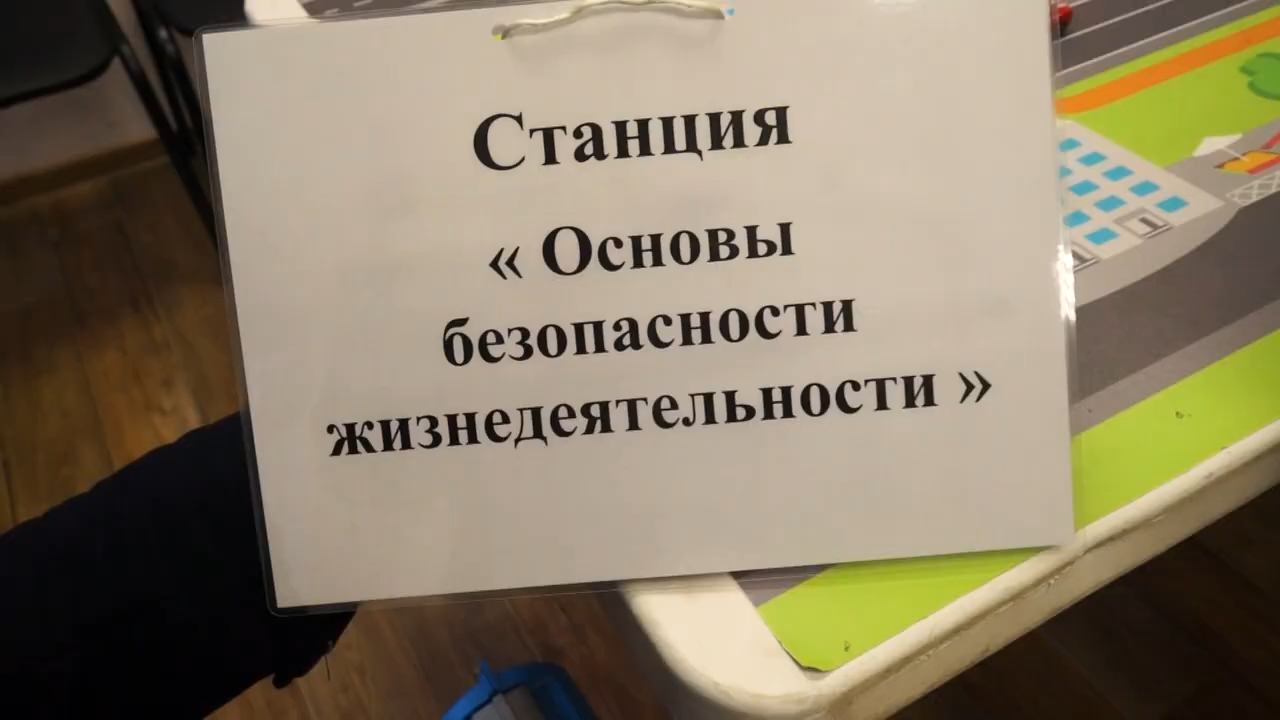 Станция
« Основы
безопасности
жизнедеятельности »